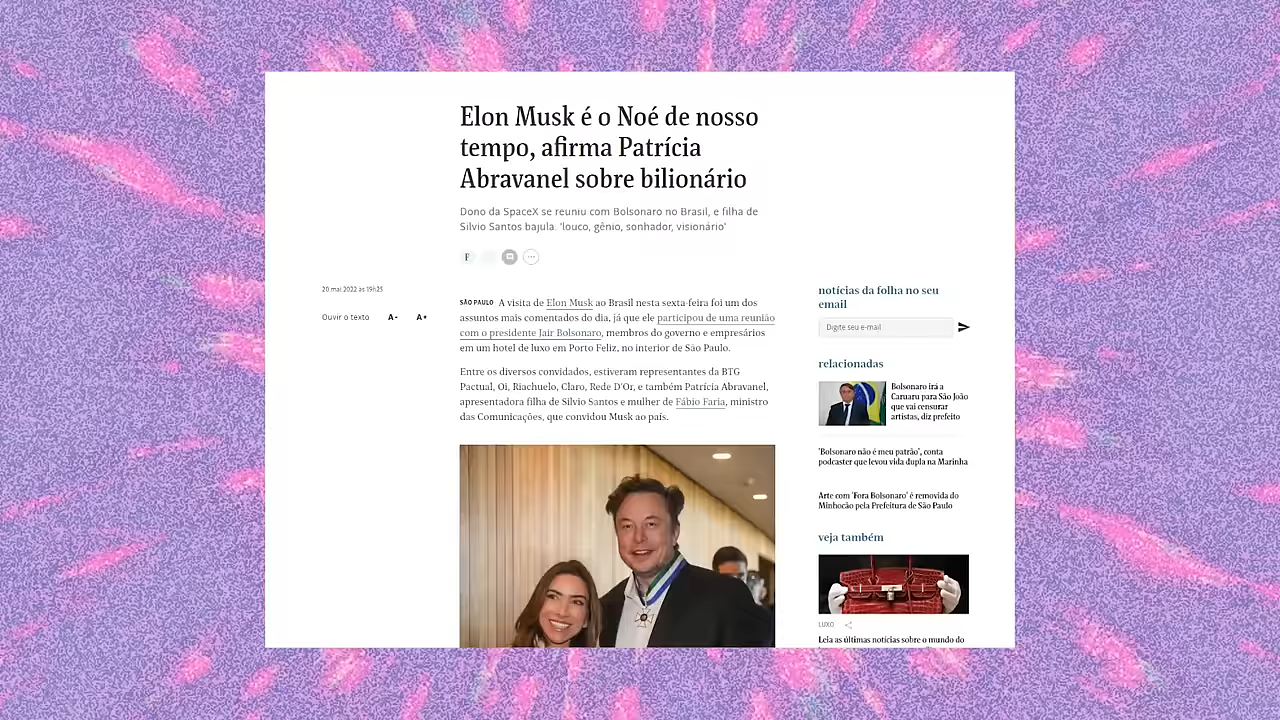 Elon Musk é o Noé de nosso
tempo, afirma Patrícia
Abravanel sobre bilionário
Dono da SpaceX se reuniu com Bolsonaro no Brasil, e filha de
Silvio Santos bajula. 'louco, gênio, sonhador, visionário'
F
20.mai.2022 às 19h25
Ouvir o texto A- A+
SÃO PAULO A visita de Elon Musk ao Brasil nesta sexta-feira foi um dos
assuntos mais comentados do dia, já que ele participou de uma reunião
com o presidente Jair Bolsonaro, membros do governo e empresários
em um hotel de luxo em Porto Feliz, no interior de São Paulo.
Entre os diversos convidados, estiveram representantes da BTG
Pactual, Oi, Riachuelo, Claro, Rede D'Or, e também Patrícia Abravanel,
apresentadora filha de Silvio Santos e mulher de Fábio Faria, ministro
das Comunicações, que convidou Musk ao país.
notícias da folha no seu
email
Digite seu e-mail
relacionadas
Bolsonaro irá a
Caruaru para São João
que vai censurar
artistas, diz prefeito
'Bolsonaro não é meu patrão', conta
podcaster que levou vida dupla na Marinha
Arte com 'Fora Bolsonaro' é removida do
Minhocão pela Prefeitura de São Paulo
veja também
LUXO
Leia as últimas notícias sobre o mundo do